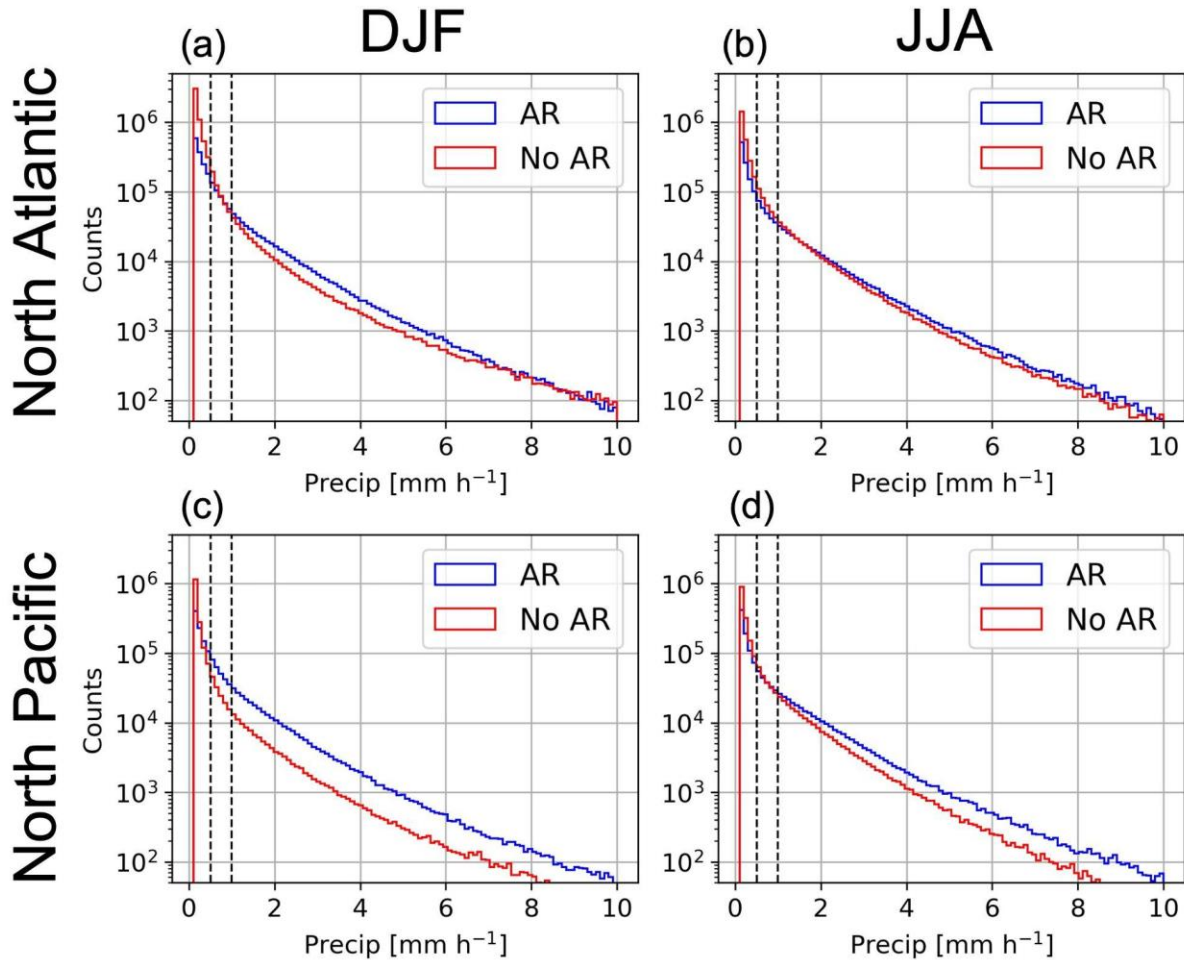 DJF
JJA
North Atlantic
(a)
AR
No AR
Counts
10^6
10^5
10^4
10^3
10^2
0 2 4 6 8 10
Precip [mm h⁻¹]
(b)
AR
No AR
10^6
10^5
10^4
10^3
10^2
0 2 4 6 8 10
Precip [mm h⁻¹]
North Pacific
(c)
AR
No AR
Counts
10^6
10^5
10^4
10^3
10^2
0 2 4 6 8 10
Precip [mm h⁻¹]
(d)
AR
No AR
10^6
10^5
10^4
10^3
10^2
0 2 4 6 8 10
Precip [mm h⁻¹]